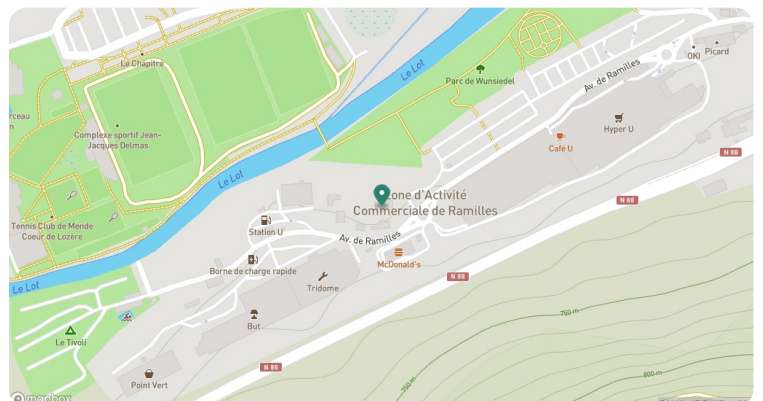 Le Chapitre
Le Lot
Parc de Wunsiedel
Av. de Ramilles
OKI
Picard
Complexe sportif Jean-
Jacques Delmas
Hyper U
Café U
N 88
Le Lot
one d'Activité
Commerciale de Ramilles
N 88
Tennis Club de Mende
Coeur de Lozère
Station U
Av. de Ramilles
McDonald's
Borne de charge rapide
N 88
Tridome
Le Lot
750 m
But
Le Tivoli
N 88
800 m
750 m
Point Vert
mapbox